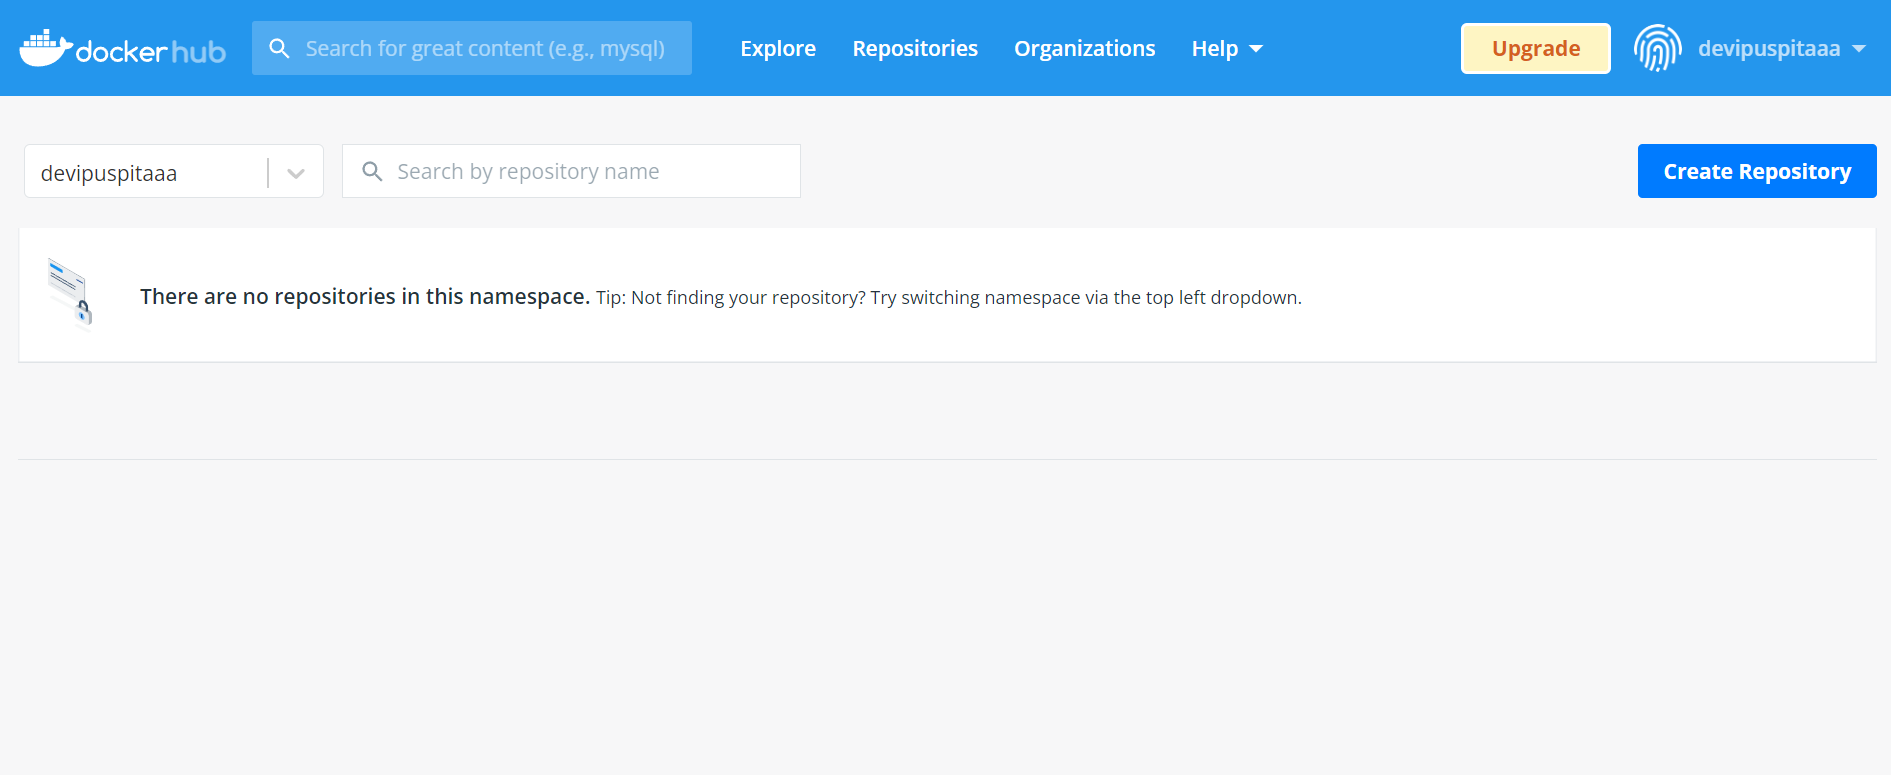 docker hub
Search for great content (e.g., mysql)
Explore
Repositories
Organizations
Help
Upgrade
devipuspitaaa
devipuspitaaa
Search by repository name
Create Repository
There are no repositories in this namespace. Tip: Not finding your repository? Try switching namespace via the top left dropdown.